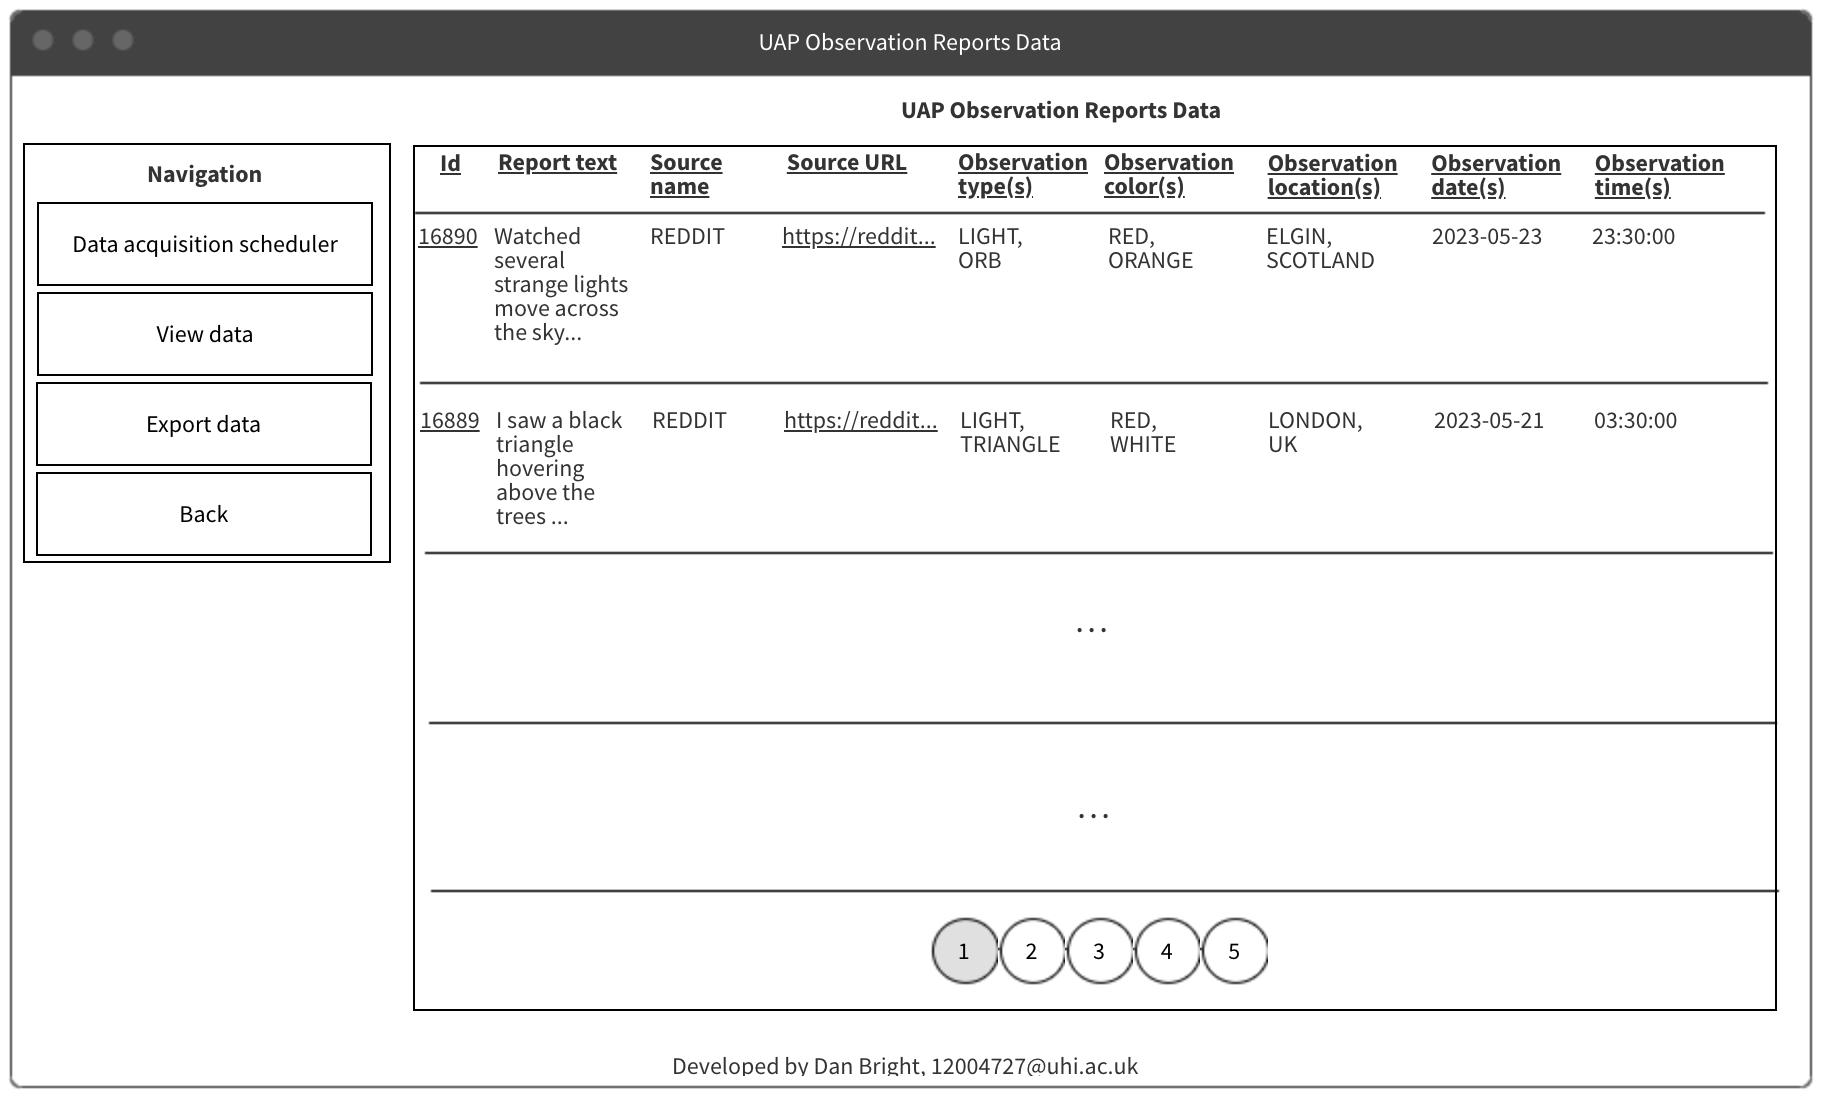 UAP Observation Reports Data
UAP Observation Reports Data
Navigation
Data acquisition scheduler
View data
Export data
Back
Id Report text Source name Source URL Observation type(s) Observation color(s) Observation location(s) Observation date(s) Observation time(s)
16890 Watched REDDIT https://reddit... LIGHT, RED, ELGIN, 2023-05-23 23:30:00
several ORB ORANGE SCOTLAND
strange lights
move across
the sky...
16889 I saw a black REDDIT https://reddit... LIGHT, RED, LONDON, 2023-05-21 03:30:00
triangle TRIANGLE WHITE UK
hovering
above the
trees ...
...
...
1 2 3 4 5
Developed by Dan Bright, 12004727@uhi.ac.uk